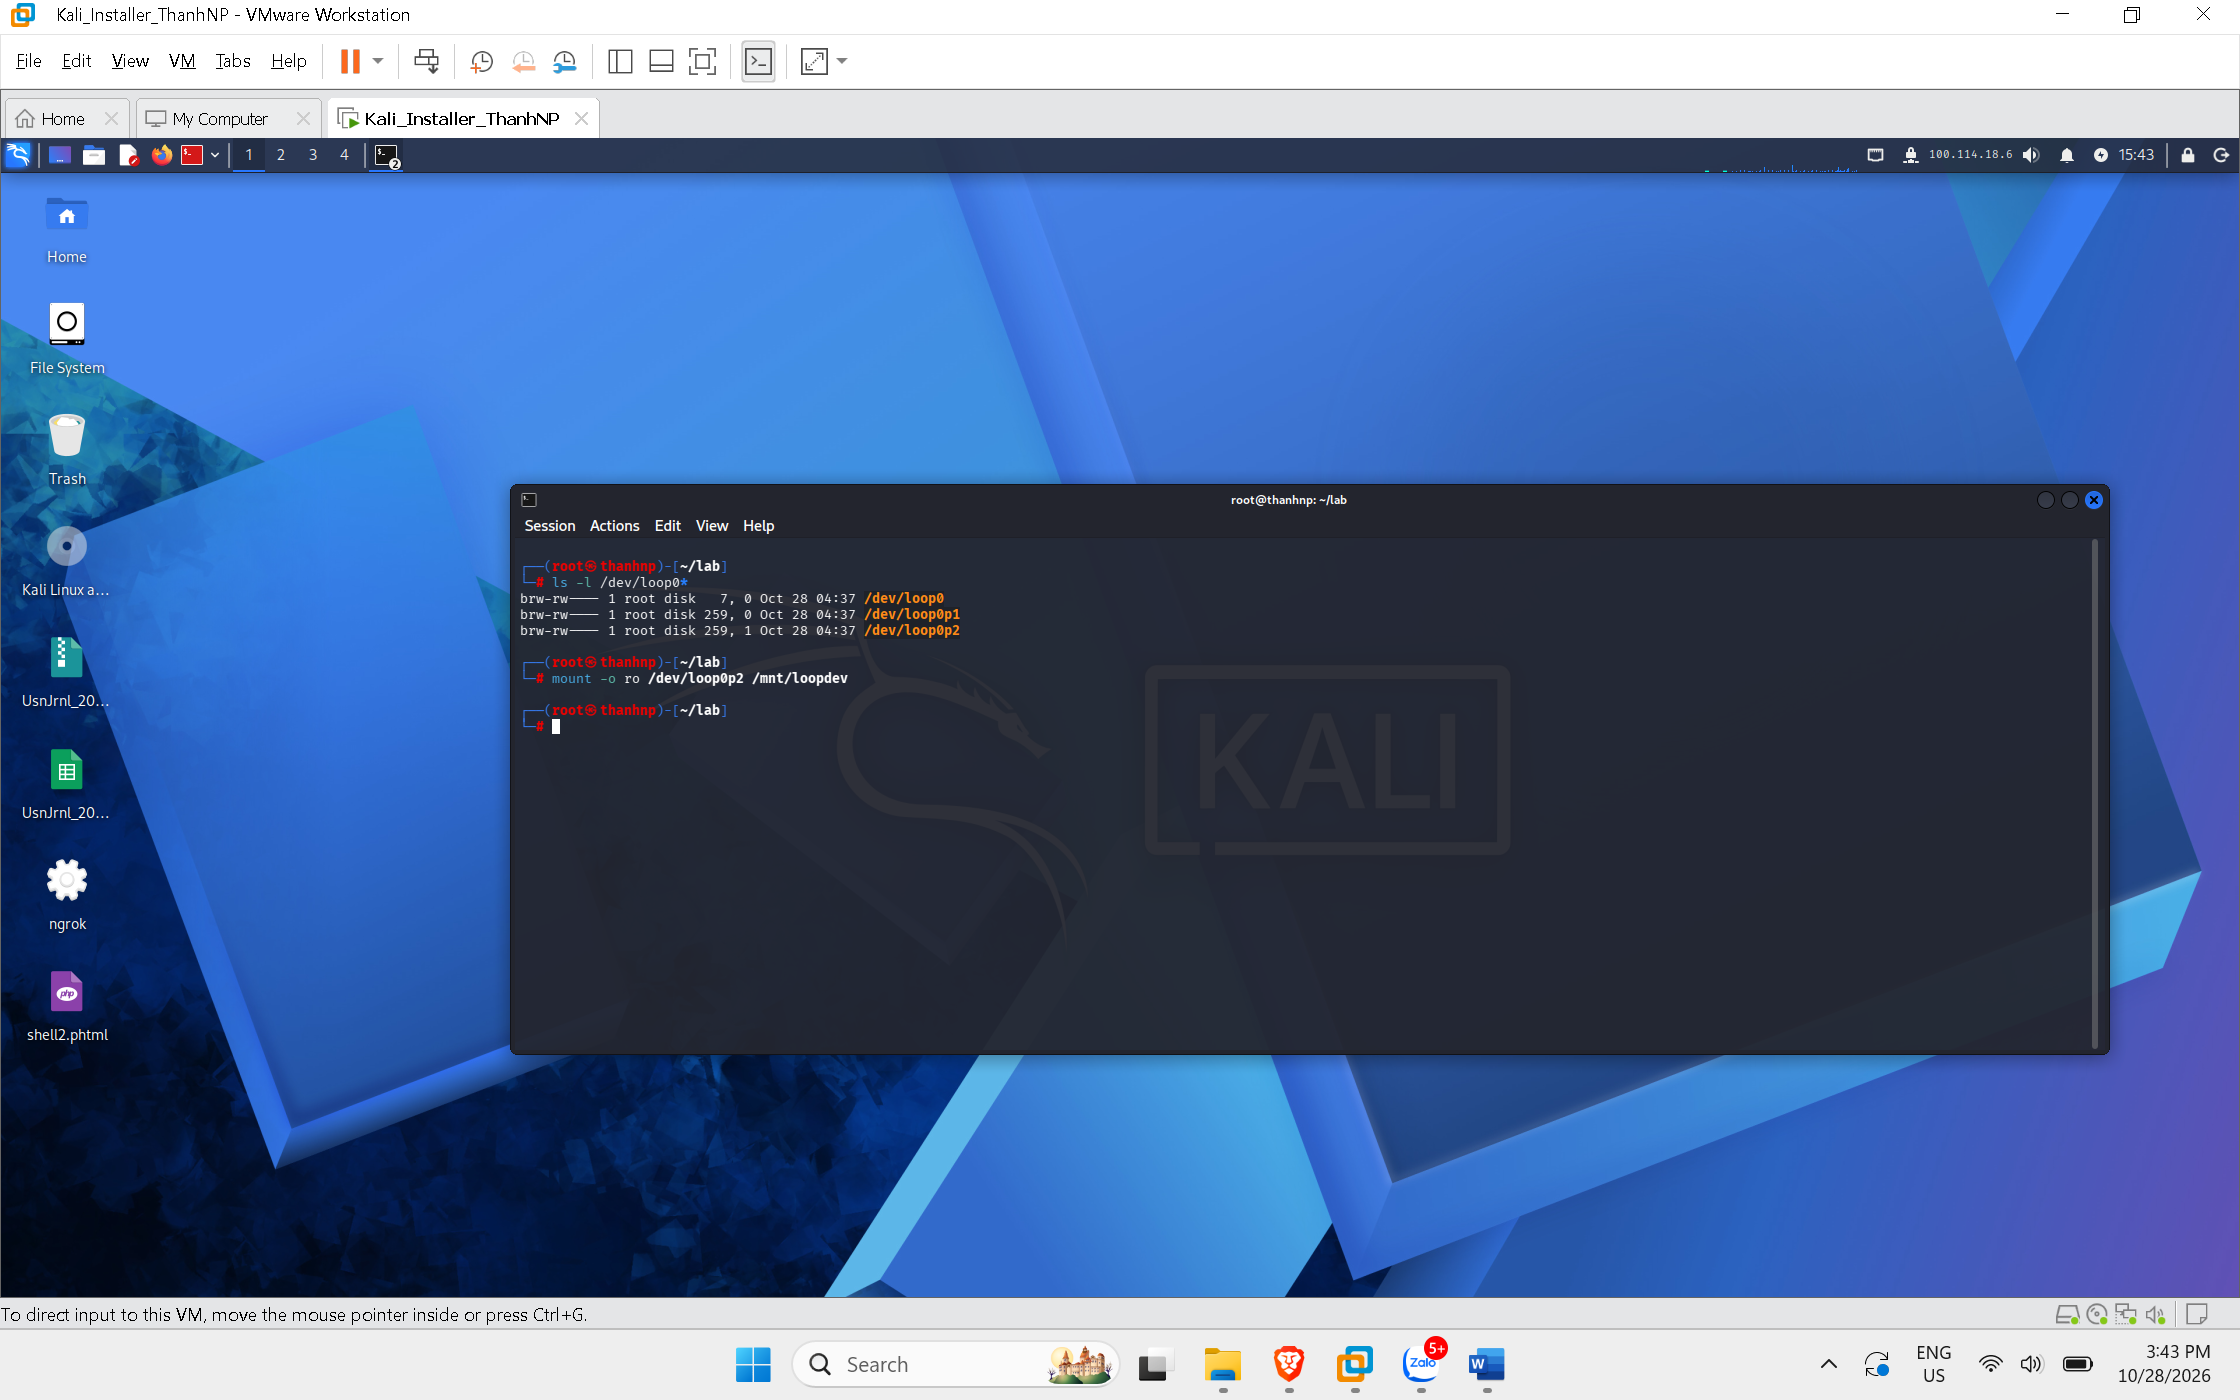 Kali_Installer_ThanhNP - VMware Workstation
File Edit View VM Tabs Help
Home My Computer Kali_Installer_ThanhNP
1 2 3 4 2 100.114.18.6 15:43
Home
File System
Trash
Kali Linux a...
UsnJrnl_20...
UsnJrnl_20...
ngrok
php
shell2.phtml
root@thanhnp: ~/lab
Session Actions Edit View Help
┌──(root㉿thanhnp)-[~/lab]
└─# ls -l /dev/loop0*
brw-rw---- 1 root disk   7, 0 Oct 28 04:37 /dev/loop0
brw-rw---- 1 root disk 259, 0 Oct 28 04:37 /dev/loop0p1
brw-rw---- 1 root disk 259, 1 Oct 28 04:37 /dev/loop0p2
┌──(root㉿thanhnp)-[~/lab]
└─# mount -o ro /dev/loop0p2 /mnt/loopdev
┌──(root㉿thanhnp)-[~/lab]
└─#
KALI
To direct input to this VM, move the mouse pointer inside or press Ctrl+G.
Search
Zalo
5+
W
ENG
US
3:43 PM
10/28/2026